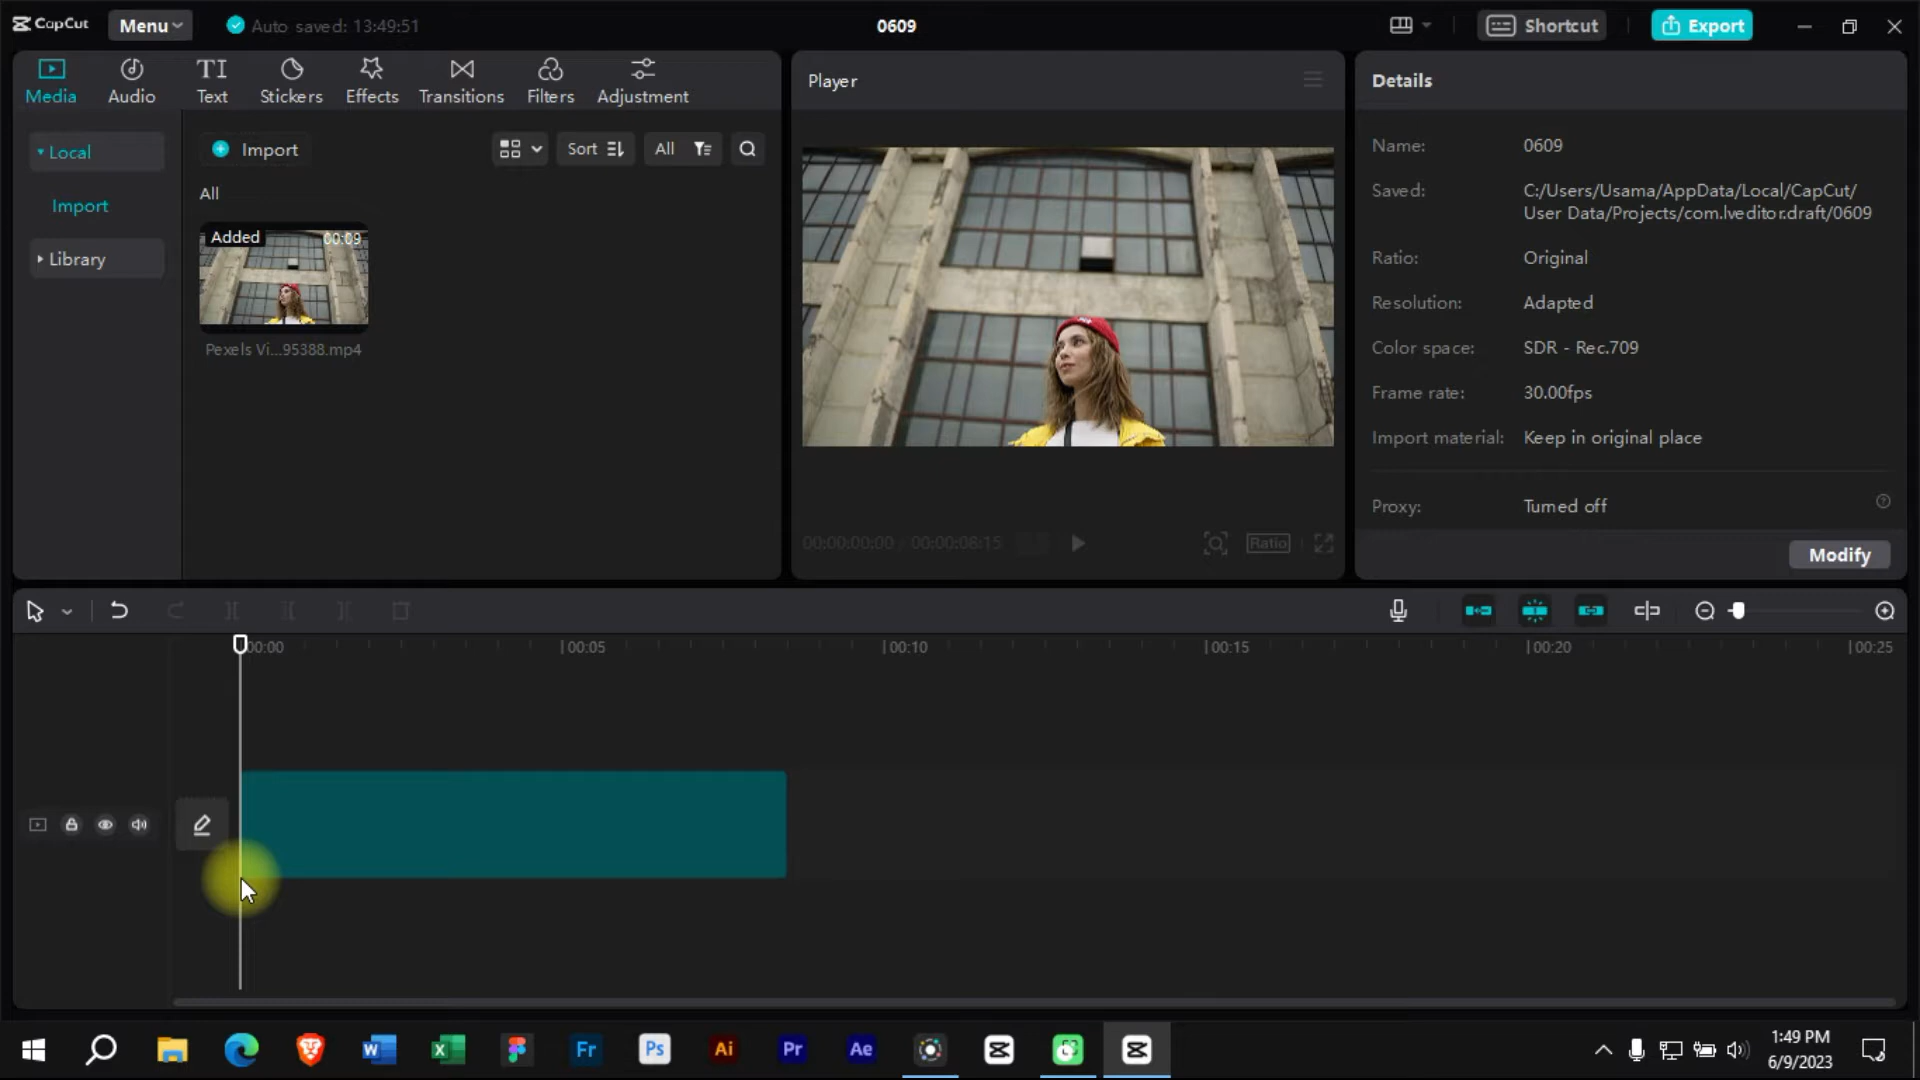 CapCut
Menu
Auto saved: 13:49:51
0609
Shortcut
Export
Media
Audio
TI
Text
Stickers
Effects
Transitions
Filters
Adjustment
Local
Import
Library
Import
Sort
All
All
Added
00:09
Pexels Vi...95388.mp4
Player
00:00:00:00 / 00:00:08:15
Ratio
Details
Name:
0609
Saved:
C:/Users/Usama/AppData/Local/CapCut/
User Data/Projects/com.lveditor.draft/0609
Ratio:
Original
Resolution:
Adapted
Color space:
SDR - Rec.709
Frame rate:
30.00fps
Import material:
Keep in original place
Proxy:
Turned off
Modify
00:00
00:05
00:10
00:15
00:20
00:25
W
X
Fr
Ps
Ai
Pr
Ae
1:49 PM
6/9/2023